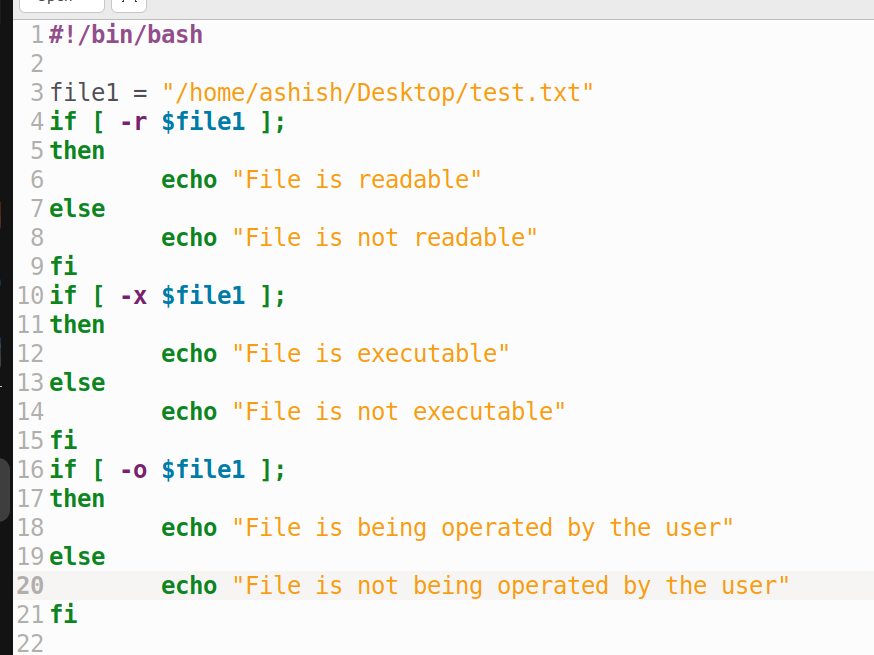 1 #!/bin/bash
2
3 file1 = "/home/ashish/Desktop/test.txt"
4 if [ -r $file1 ];
5 then
6         echo "File is readable"
7 else
8         echo "File is not readable"
9 fi
10 if [ -x $file1 ];
11 then
12         echo "File is executable"
13 else
14         echo "File is not executable"
15 fi
16 if [ -o $file1 ];
17 then
18         echo "File is being operated by the user"
19 else
20         echo "File is not being operated by the user"
21 fi
22